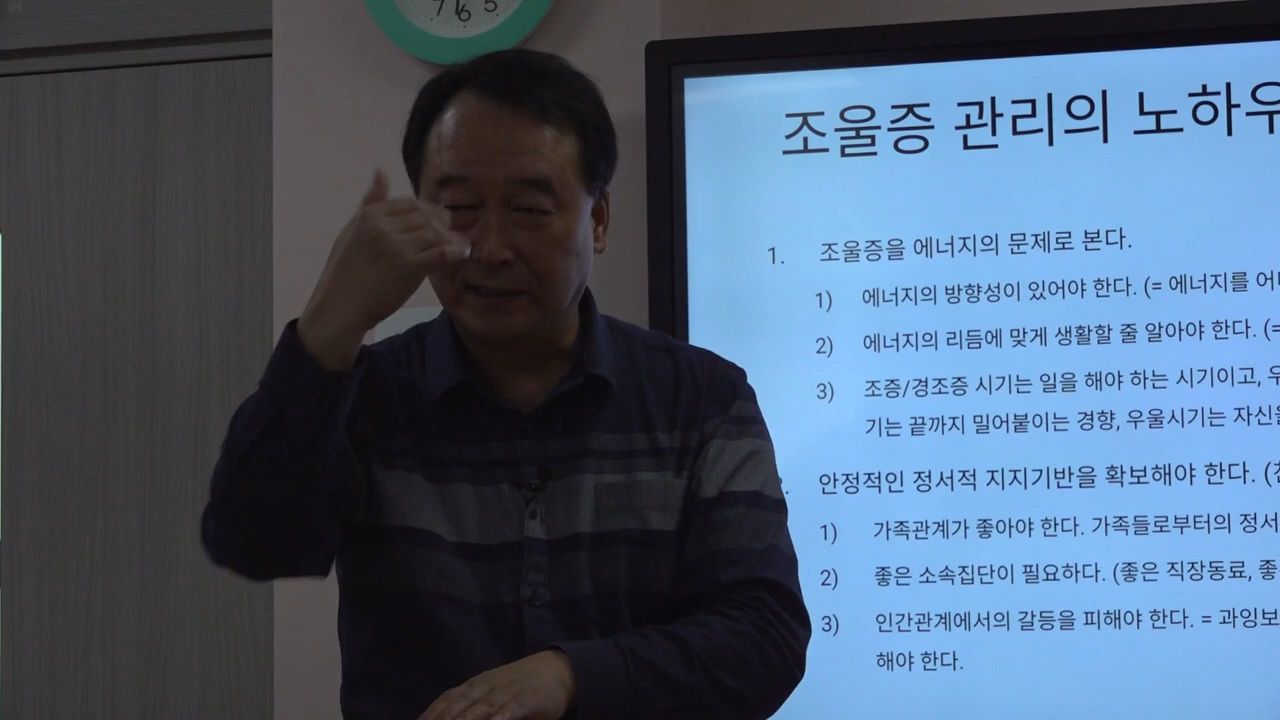 7 6 5
조울증 관리의 노하우
1. 조울증을 에너지의 문제로 본다.
1) 에너지의 방향성이 있어야 한다. (= 에너지를
2) 에너지의 리듬에 맞게 생활할 줄 알아야 한다. (=
3) 조증/경조증 시기는 일을 해야 하는 시기이고,
기는 끝까지 밀어붙이는 경향, 우울시기는 자신을
안정적인 정서적 지지기반을 확보해야 한다. (
1) 가족관계가 좋아야 한다. 가족들로부터의 정서
2) 좋은 소속집단이 필요하다. (좋은 직장동료, 좋
3) 인간관계에서의 갈등을 피해야 한다. = 과잉보
해야 한다.